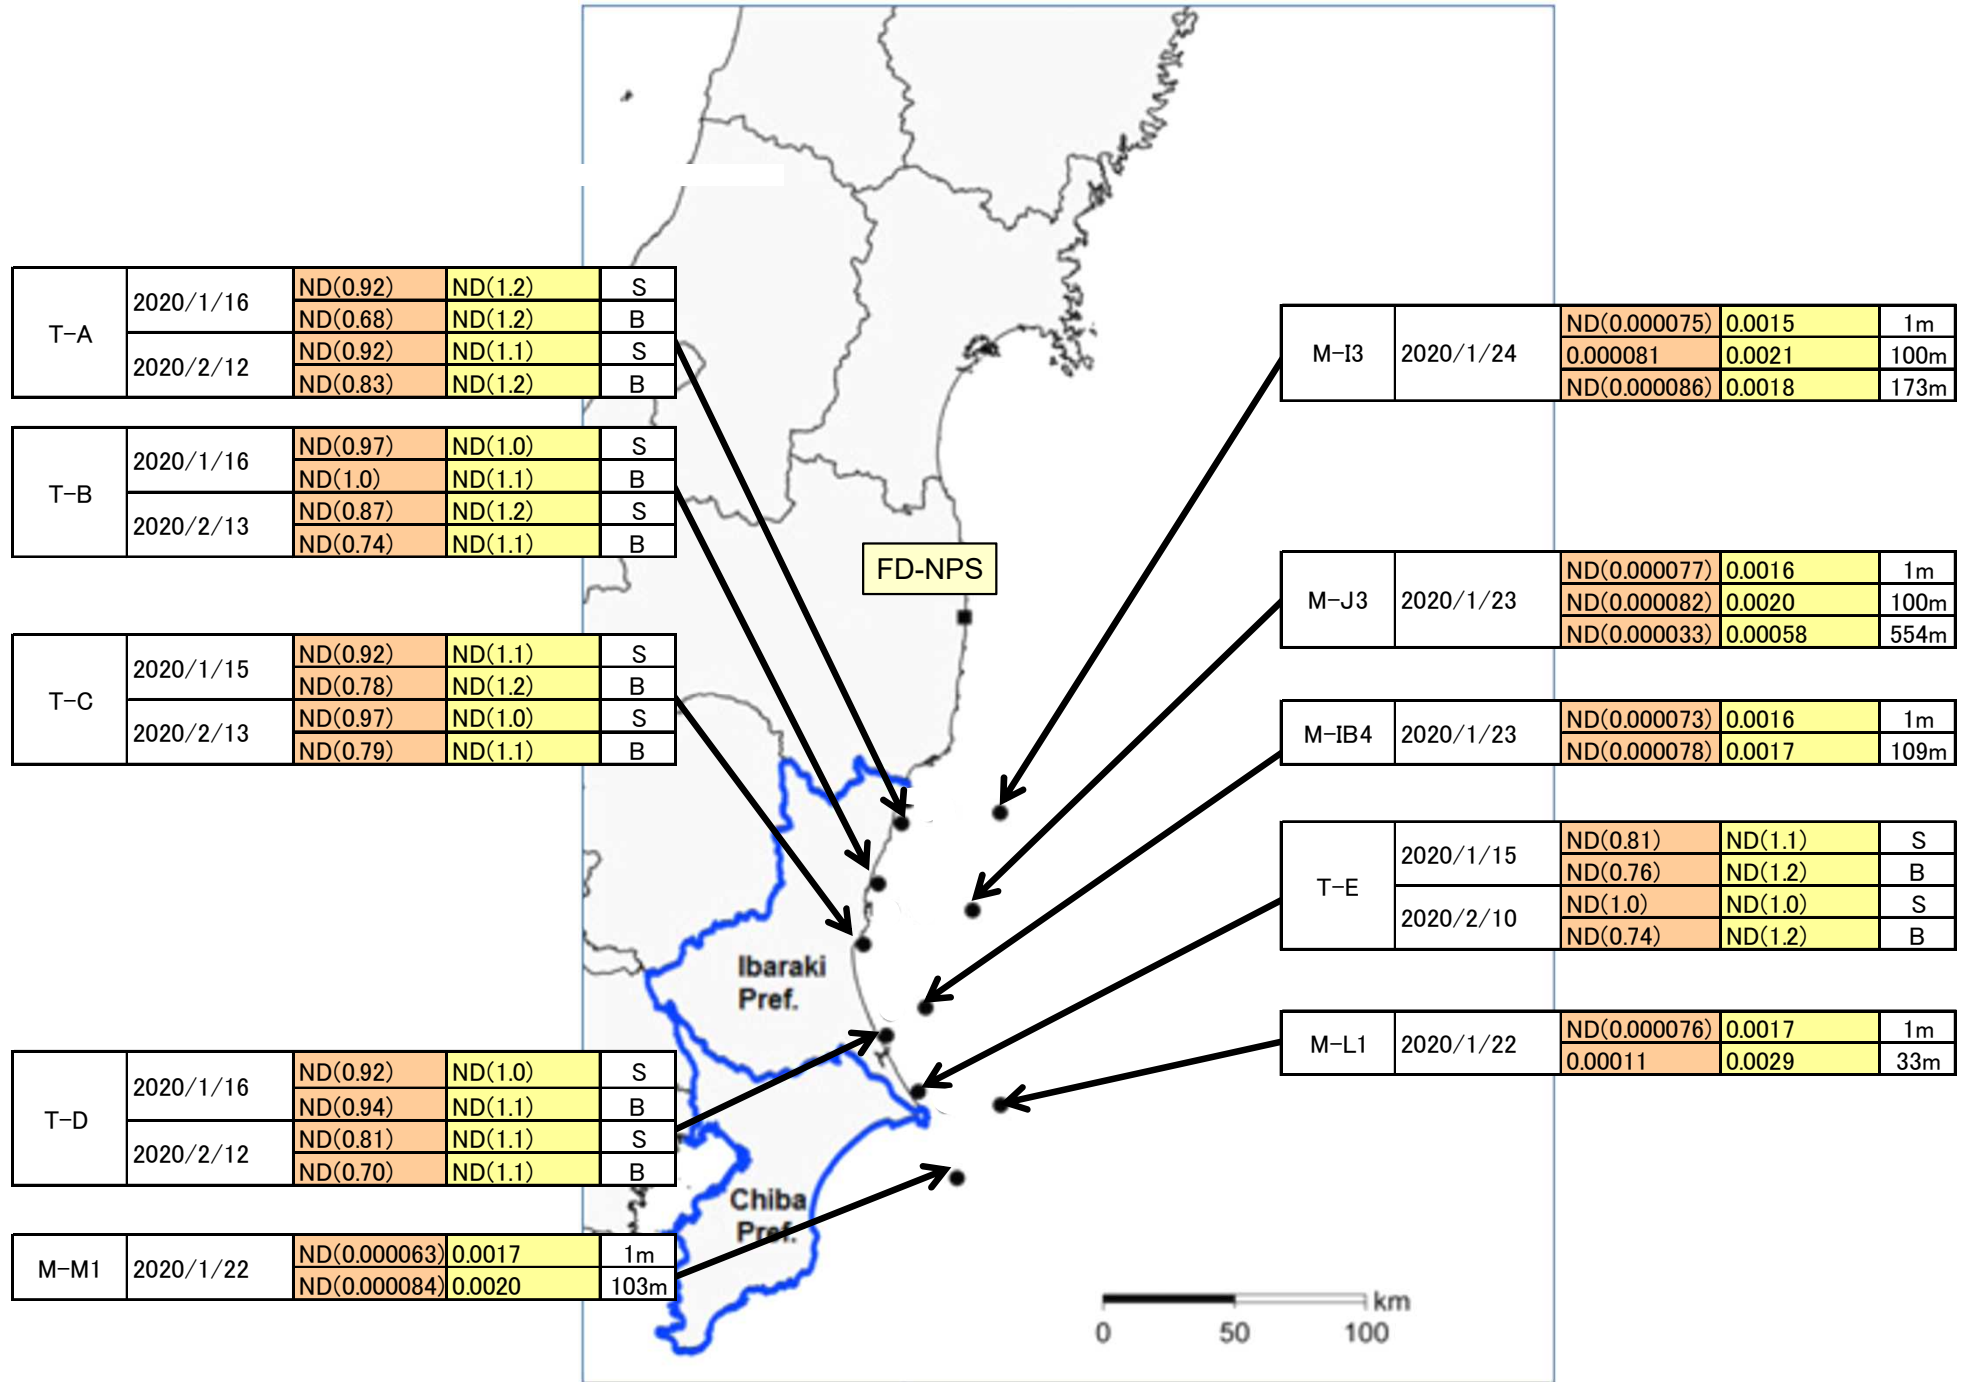 T-A 2020/1/16 ND(0.92) ND(1.2) S
ND(0.68) ND(1.2) B
2020/2/12 ND(0.92) ND(1.1) S
ND(0.83) ND(1.2) B
T-B 2020/1/16 ND(0.97) ND(1.0) S
ND(1.0) ND(1.1) B
2020/2/13 ND(0.87) ND(1.2) S
ND(0.74) ND(1.1) B
T-C 2020/1/15 ND(0.92) ND(1.1) S
ND(0.78) ND(1.2) B
2020/2/13 ND(0.97) ND(1.0) S
ND(0.79) ND(1.1) B
T-D 2020/1/16 ND(0.92) ND(1.0) S
ND(0.94) ND(1.1) B
2020/2/12 ND(0.81) ND(1.1) S
ND(0.70) ND(1.1) B
M-M1 2020/1/22 ND(0.000063) 0.0017 1m
ND(0.000084) 0.0020 103m
FD-NPS
Ibaraki
Pref.
Chiba
Pref.
M-I3 2020/1/24 ND(0.000075) 0.0015 1m
0.000081 0.0021 100m
ND(0.000086) 0.0018 173m
M-J3 2020/1/23 ND(0.000077) 0.0016 1m
ND(0.000082) 0.0020 100m
ND(0.000033) 0.00058 554m
M-IB4 2020/1/23 ND(0.000073) 0.0016 1m
ND(0.000078) 0.0017 109m
T-E 2020/1/15 ND(0.81) ND(1.1) S
ND(0.76) ND(1.2) B
2020/2/10 ND(1.0) ND(1.0) S
ND(0.74) ND(1.2) B
M-L1 2020/1/22 ND(0.000076) 0.0017 1m
0.00011 0.0029 33m
km
0 50 100